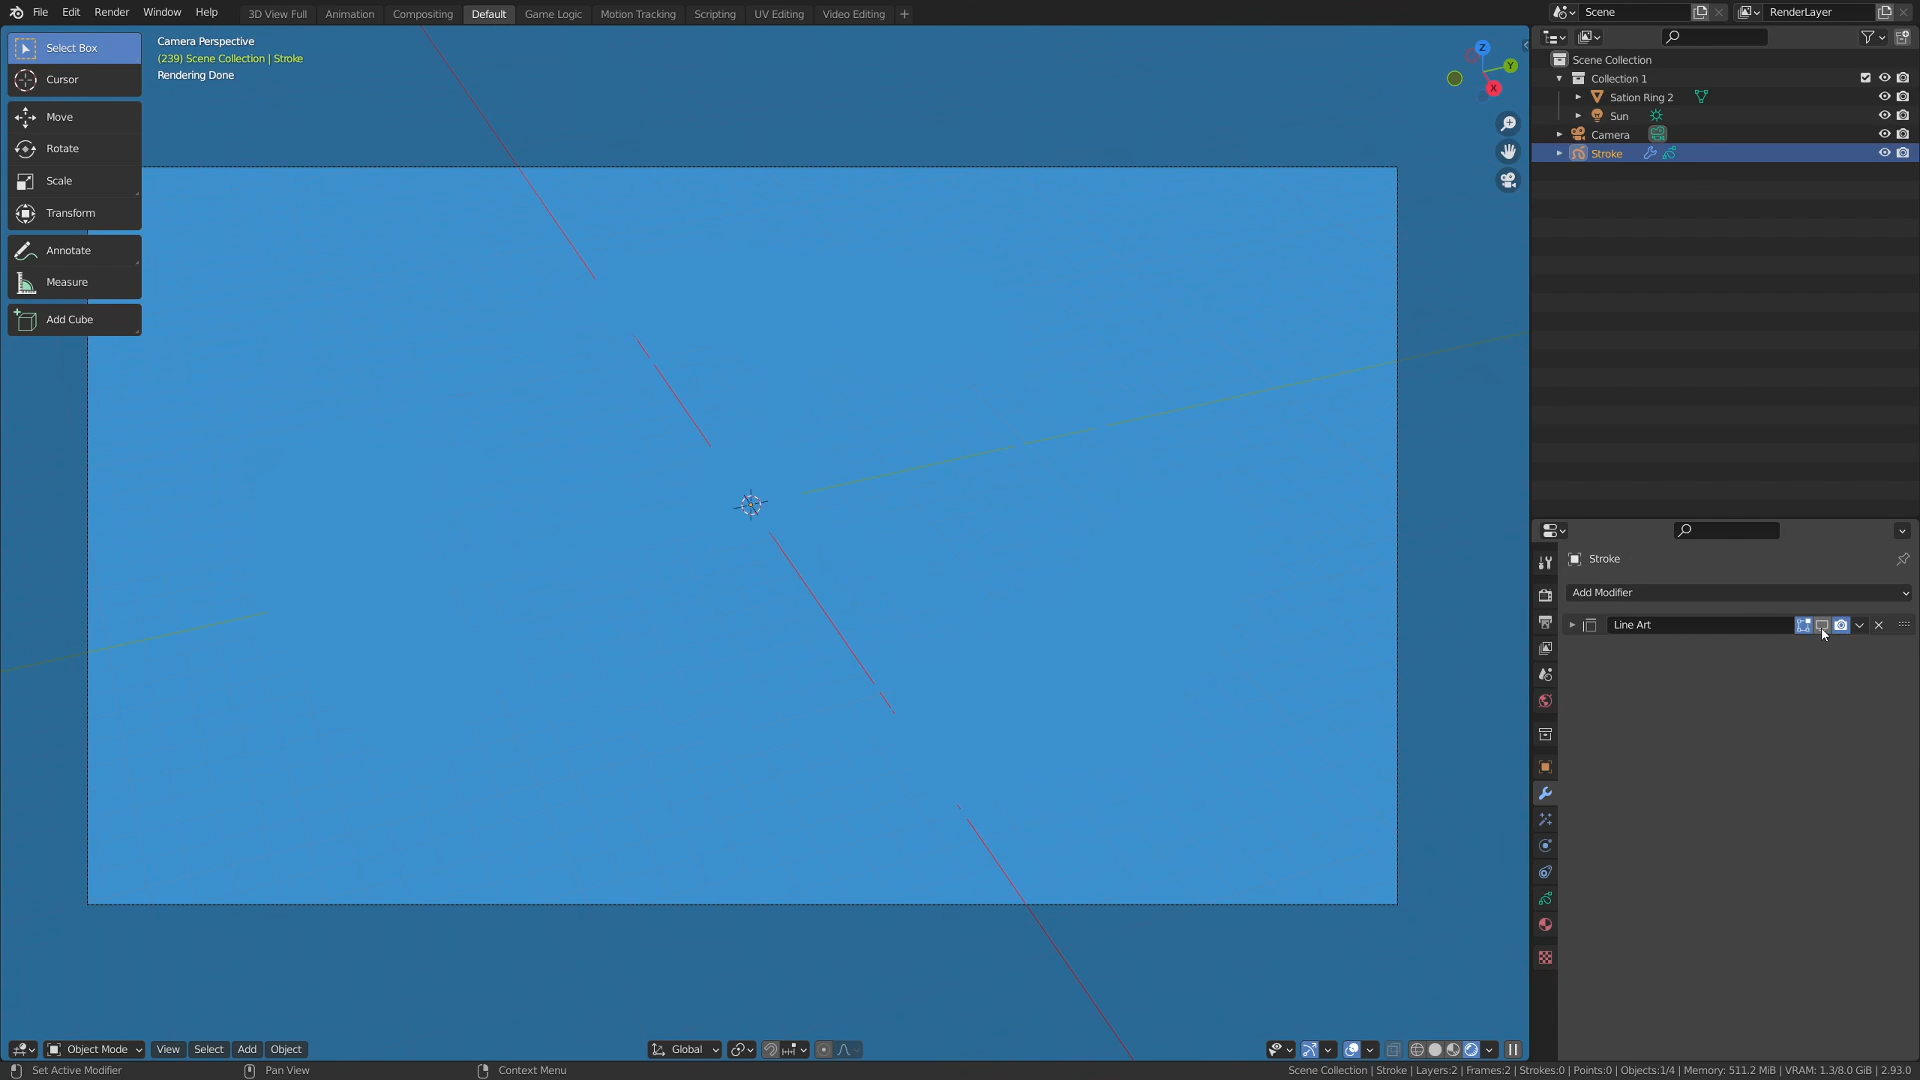 File Edit Render Window Help 3D View Full Animation Compositing Default Game Logic Motion Tracking Scripting UV Editing Video Editing Scene RenderLayer
Select Box
Cursor
Move
Rotate
Scale
Transform
Annotate
Measure
Add Cube
Camera Perspective
(239) Scene Collection | Stroke
Rendering Done
Z
Y
X
Scene Collection
Collection 1
Sation Ring 2
Sun
Camera
Stroke
Stroke
Add Modifier
Line Art
Object Mode View Select Add Object Global
Set Active Modifier Pan View Context Menu Scene Collection | Stroke | Layers:2 | Frames:2 | Strokes:0 | Points:0 | Objects:1/4 | Memory: 511.2 MiB | VRAM: 1.3/8.0 GiB | 2.93.0